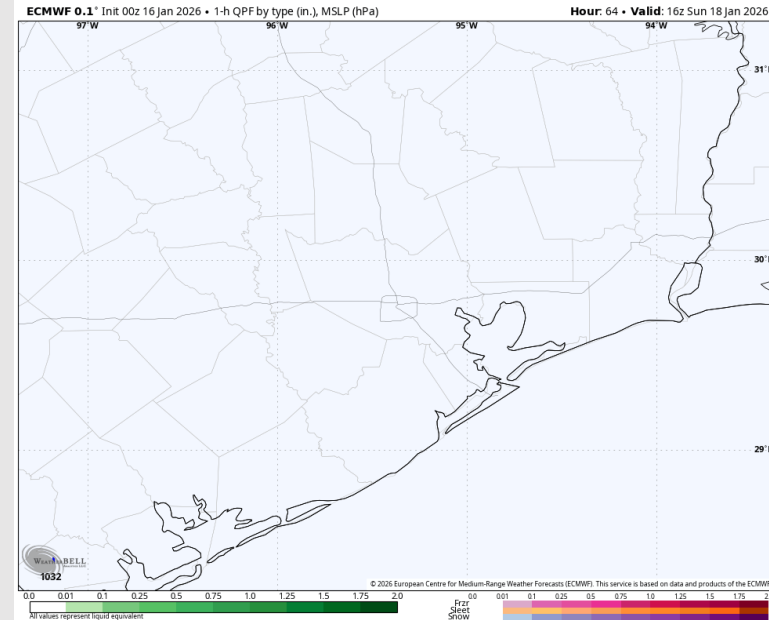 ECMWF 0.1° Init 00z 16 Jan 2026 • 1-h QPF by type (in.), MSLP (hPa) Hour: 64 • Valid: 16z Sun 18 Jan 2026
97°W 96°W 95°W 94°W
31°
30°
29°
WEATHERBELL
1032
© 2026 European Centre for Medium-Range Weather Forecasts (ECMWF). This service is based on data and products of the ECMWF
0.0 0.01 0.1 0.25 0.5 0.75 1.0 1.25 1.5 1.75 2.0
0.0 0.01 0.1 0.25 0.5 0.75 1.0 1.25 1.5 1.75 2.
All values represent liquid equivalent
Frzr
Sleet
Snow